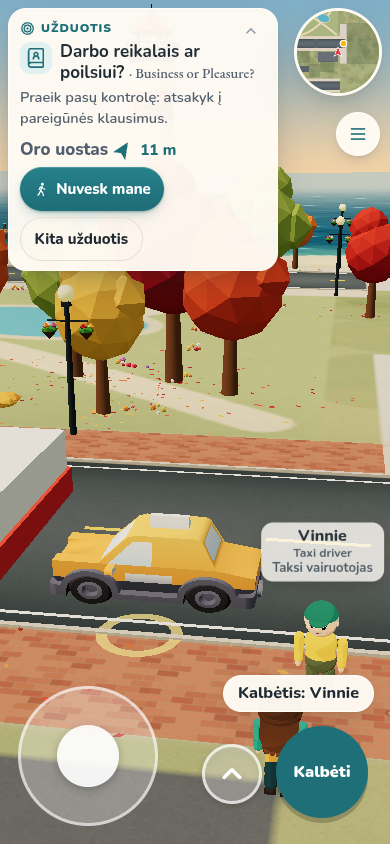 UŽDUOTIS
Darbo reikalais ar
poilsiui? · Business or Pleasure?
Praeik pasų kontrolę: atsakyk į
pareigūnės klausimus.
Oro uostas 11 m
Nuvesk mane
Kita užduotis
Vinnie
Taxi driver
Taksi vairuotojas
Kalbėtis: Vinnie
Kalbėti